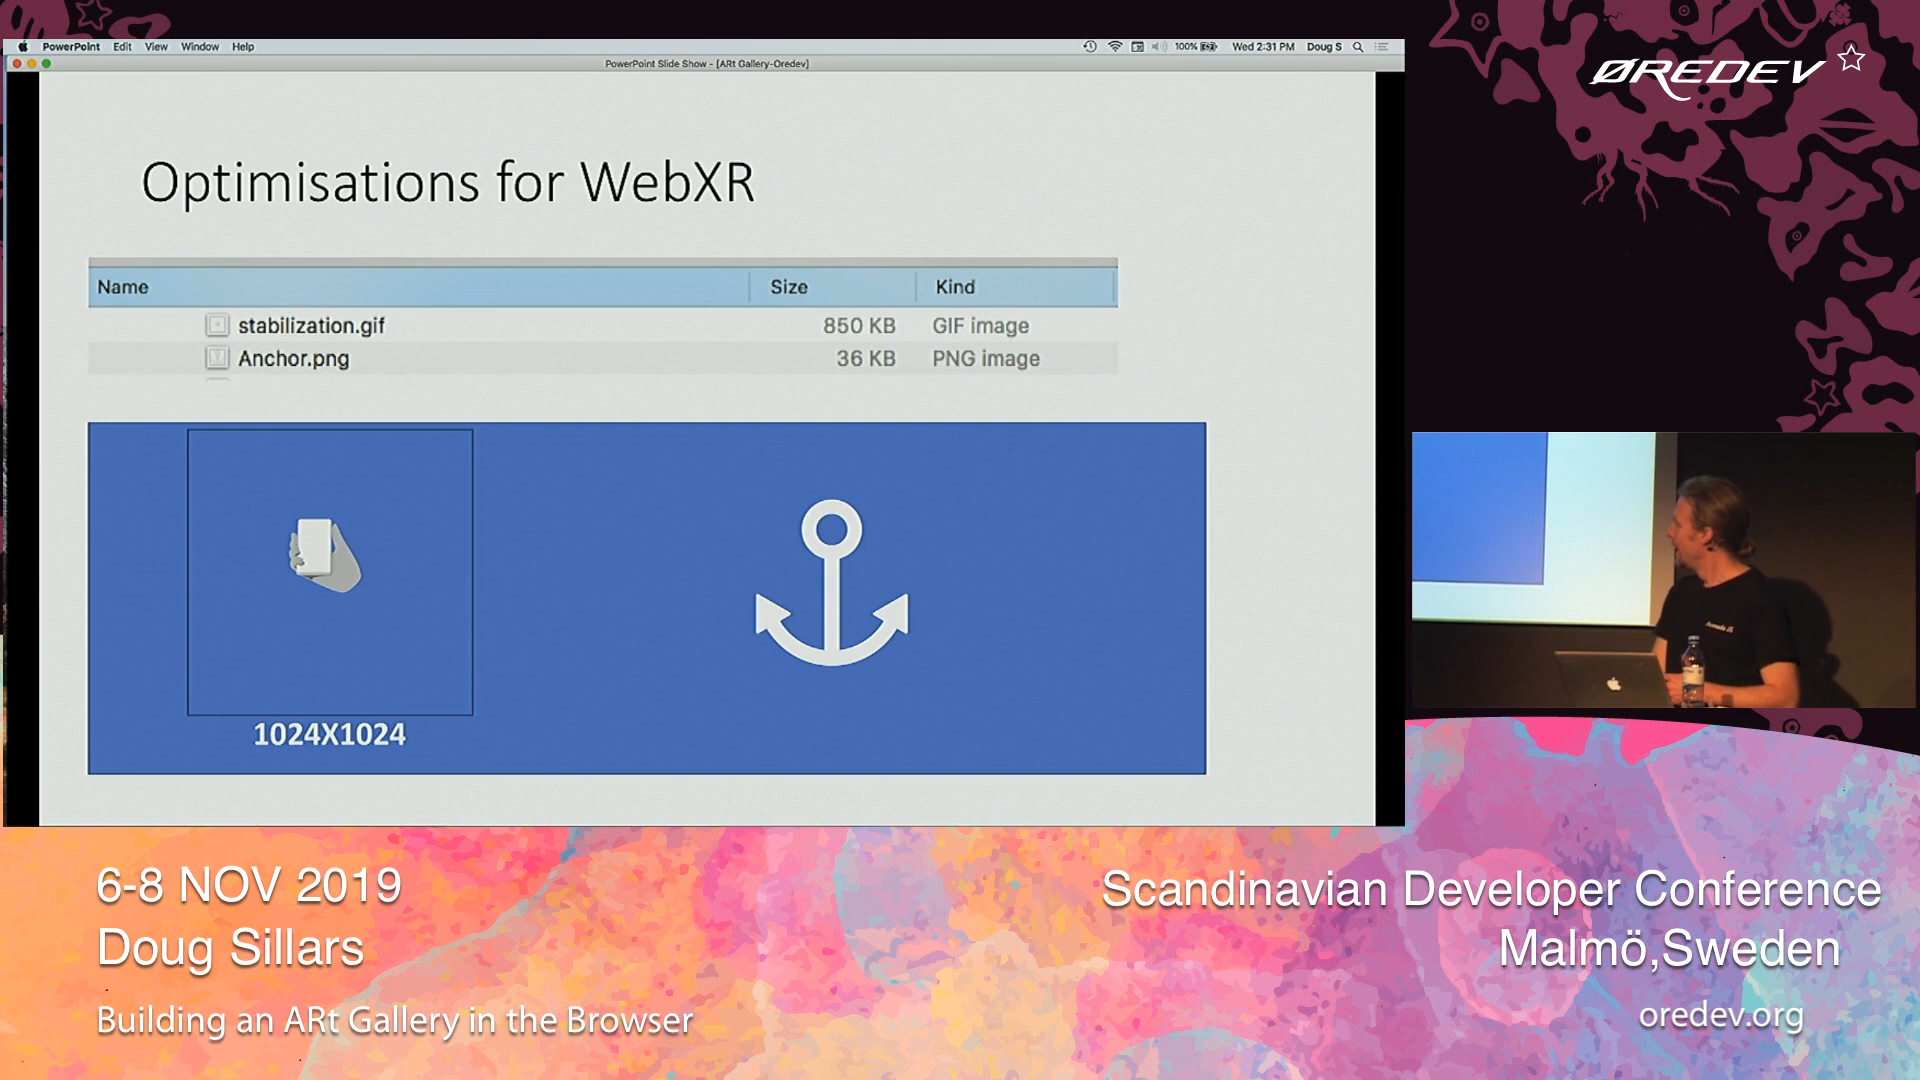 PowerPoint Edit View Window Help
100% Wed 2:31 PM Doug S
PowerPoint Slide Show - [ARt Gallery-Oredev]
ØREDEV
Optimisations for WebXR
Name Size Kind
stabilization.gif 850 KB GIF image
Anchor.png 36 KB PNG image
1024X1024
6-8 NOV 2019
Doug Sillars
Building an ARt Gallery in the Browser
Scandinavian Developer Conference
Malmö,Sweden
oredev.org